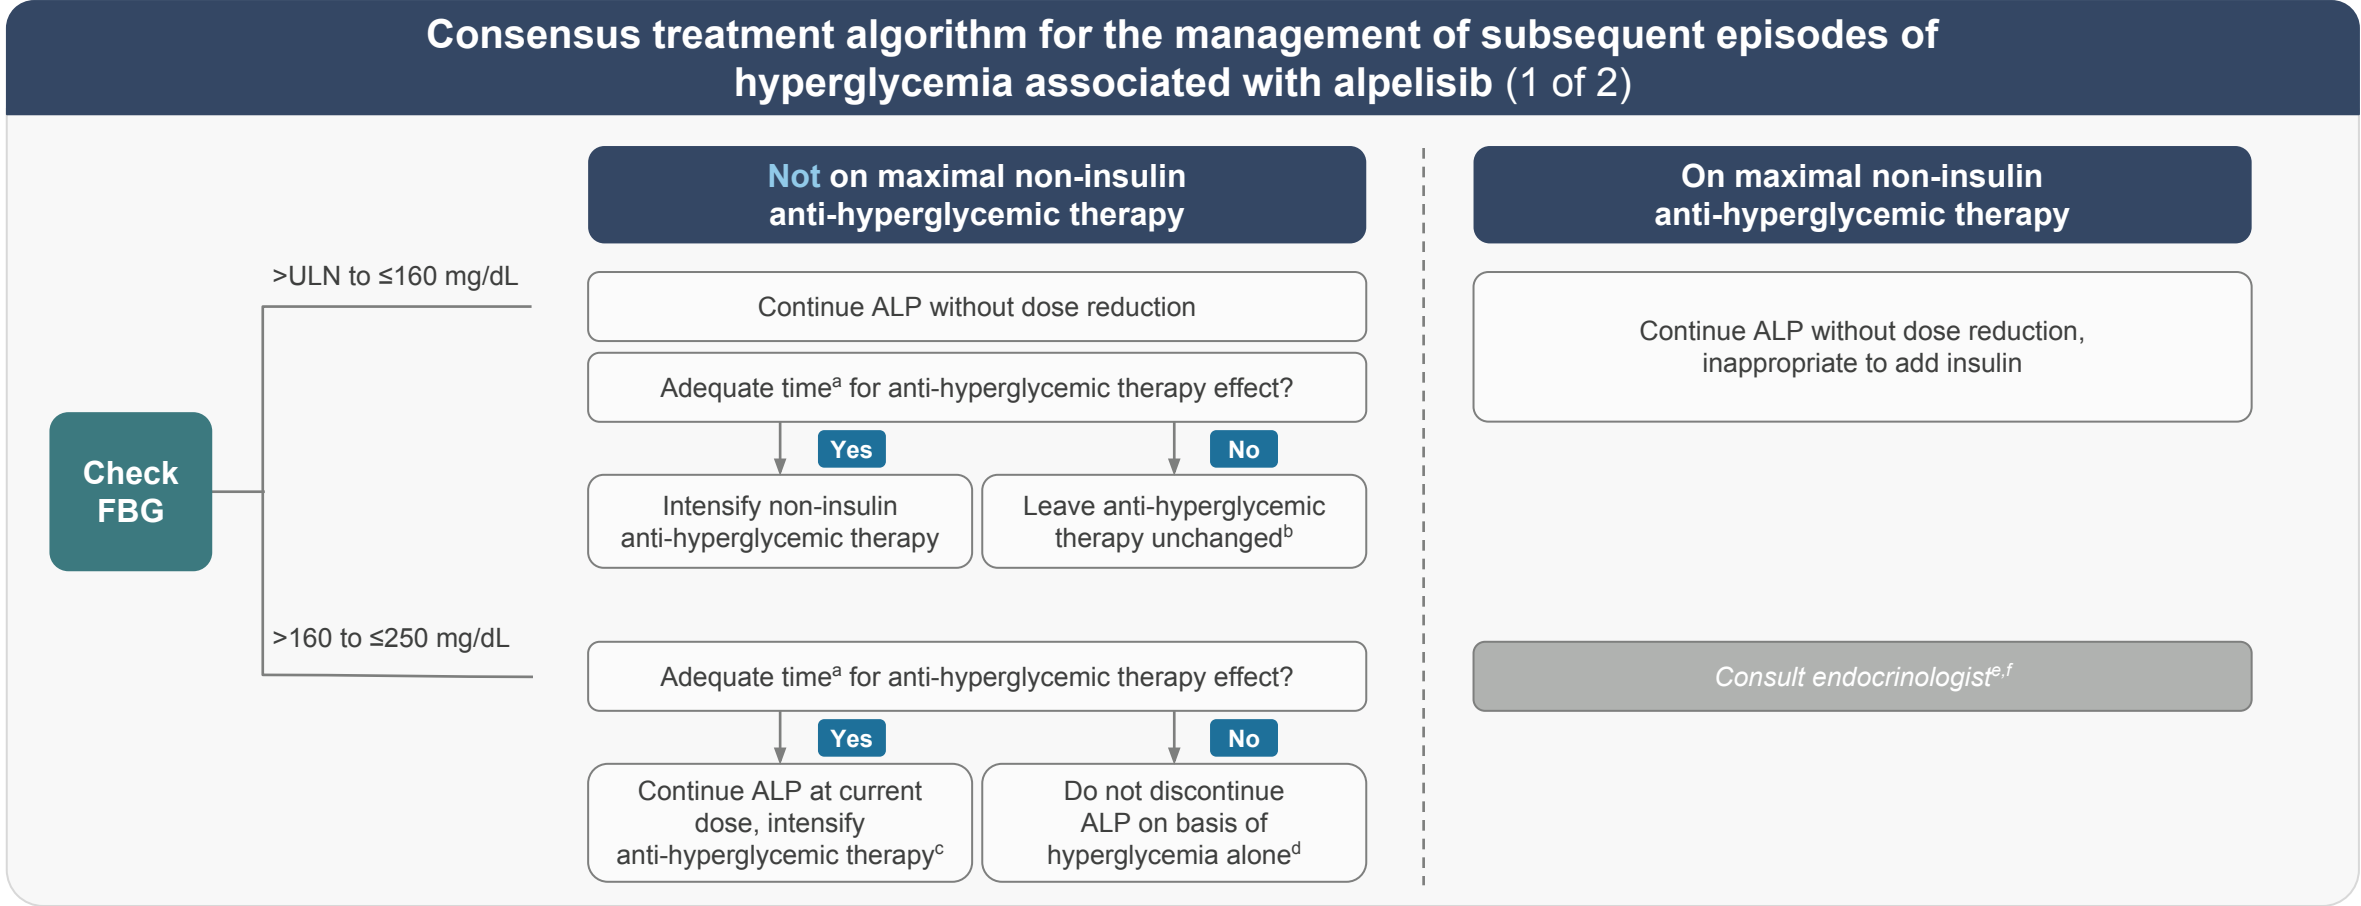 Consensus treatment algorithm for the management of subsequent episodes of
hyperglycemia associated with alpelisib (1 of 2)
Not on maximal non-insulin
anti-hyperglycemic therapy
On maximal non-insulin
anti-hyperglycemic therapy
Check
FBG
>ULN to ≤160 mg/dL
Continue ALP without dose reduction
Adequate timeᵃ for anti-hyperglycemic therapy effect?
Yes
No
Intensify non-insulin
anti-hyperglycemic therapy
Leave anti-hyperglycemic
therapy unchangedᵇ
Continue ALP without dose reduction,
inappropriate to add insulin
>160 to ≤250 mg/dL
Adequate timeᵃ for anti-hyperglycemic therapy effect?
Yes
No
Continue ALP at current
dose, intensify
anti-hyperglycemic therapyᶜ
Do not discontinue
ALP on basis of
hyperglycemia aloneᵈ
Consult endocrinologistᵉ,ᶠ